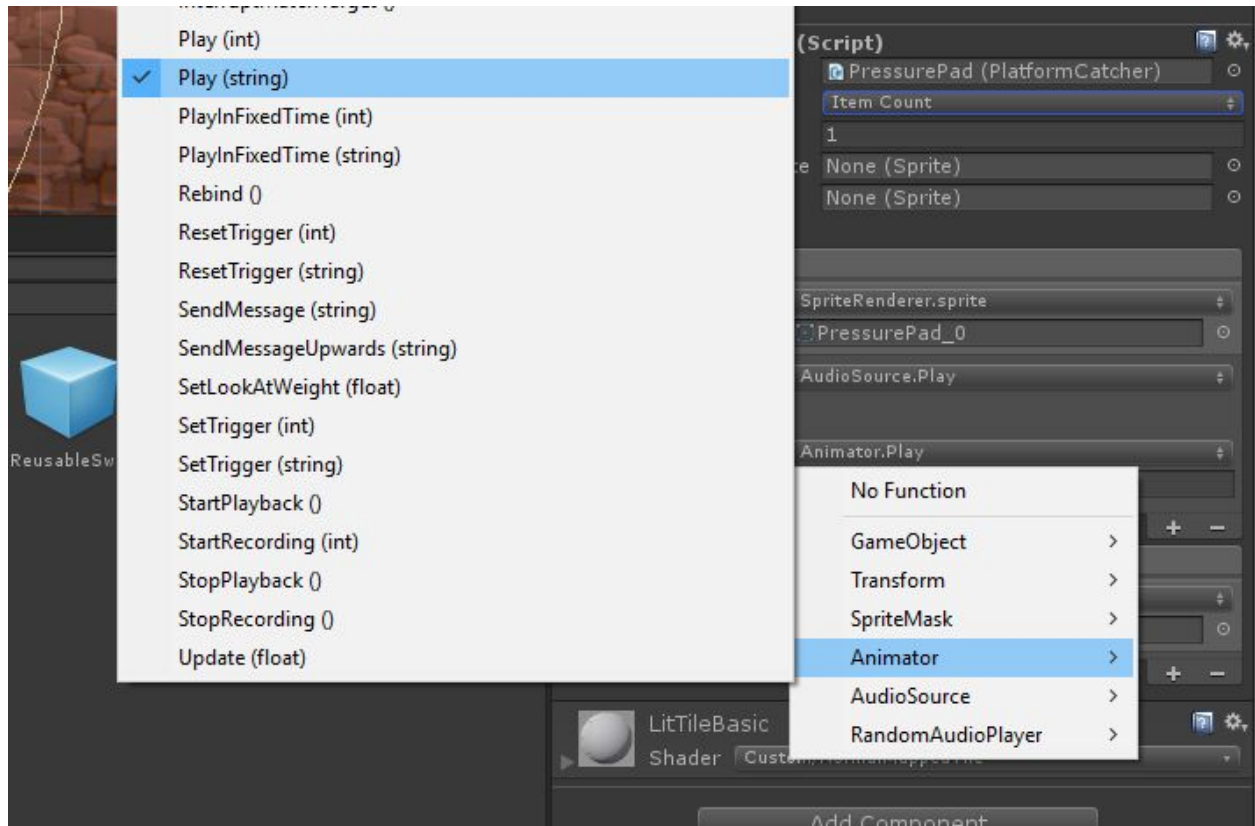 Play (int)
Play (string)
PlayInFixedTime (int)
PlayInFixedTime (string)
Rebind ()
ResetTrigger (int)
ResetTrigger (string)
SendMessage (string)
SendMessageUpwards (string)
SetLookAtWeight (float)
SetTrigger (int)
SetTrigger (string)
StartPlayback ()
StartRecording (int)
StopPlayback ()
StopRecording ()
Update (float)
(Script)
PressurePad (PlatformCatcher)
Item Count
1
None (Sprite)
None (Sprite)
SpriteRenderer.sprite
PressurePad_0
AudioSource.Play
Animator.Play
No Function
GameObject
Transform
SpriteMask
Animator
AudioSource
RandomAudioPlayer
ReusableSw
LitTileBasic
Shader
Add Component